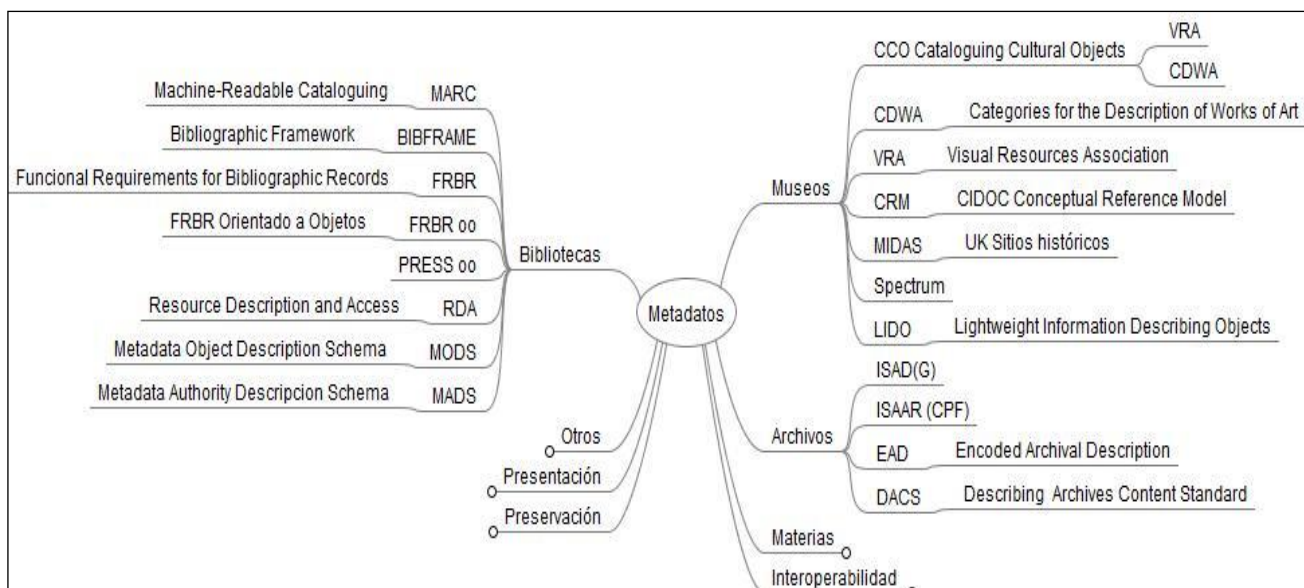 Metadatos
Bibliotecas
Machine-Readable Cataloguing MARC
Bibliographic Framework BIBFRAME
Funcional Requirements for Bibliographic Records FRBR
FRBR Orientado a Objetos FRBR oo
PRESS oo
Resource Description and Access RDA
Metadata Object Description Schema MODS
Metadata Authority Descripcion Schema MADS
Otros
Presentación
Preservación
Museos
CCO Cataloguing Cultural Objects
VRA
CDWA
CDWA Categories for the Description of Works of Art
VRA Visual Resources Association
CRM CIDOC Conceptual Reference Model
MIDAS UK Sitios históricos
Spectrum
LIDO Lightweight Information Describing Objects
Archivos
ISAD(G)
ISAAR (CPF)
EAD Encoded Archival Description
DACS Describing Archives Content Standard
Materias
Interoperabilidad